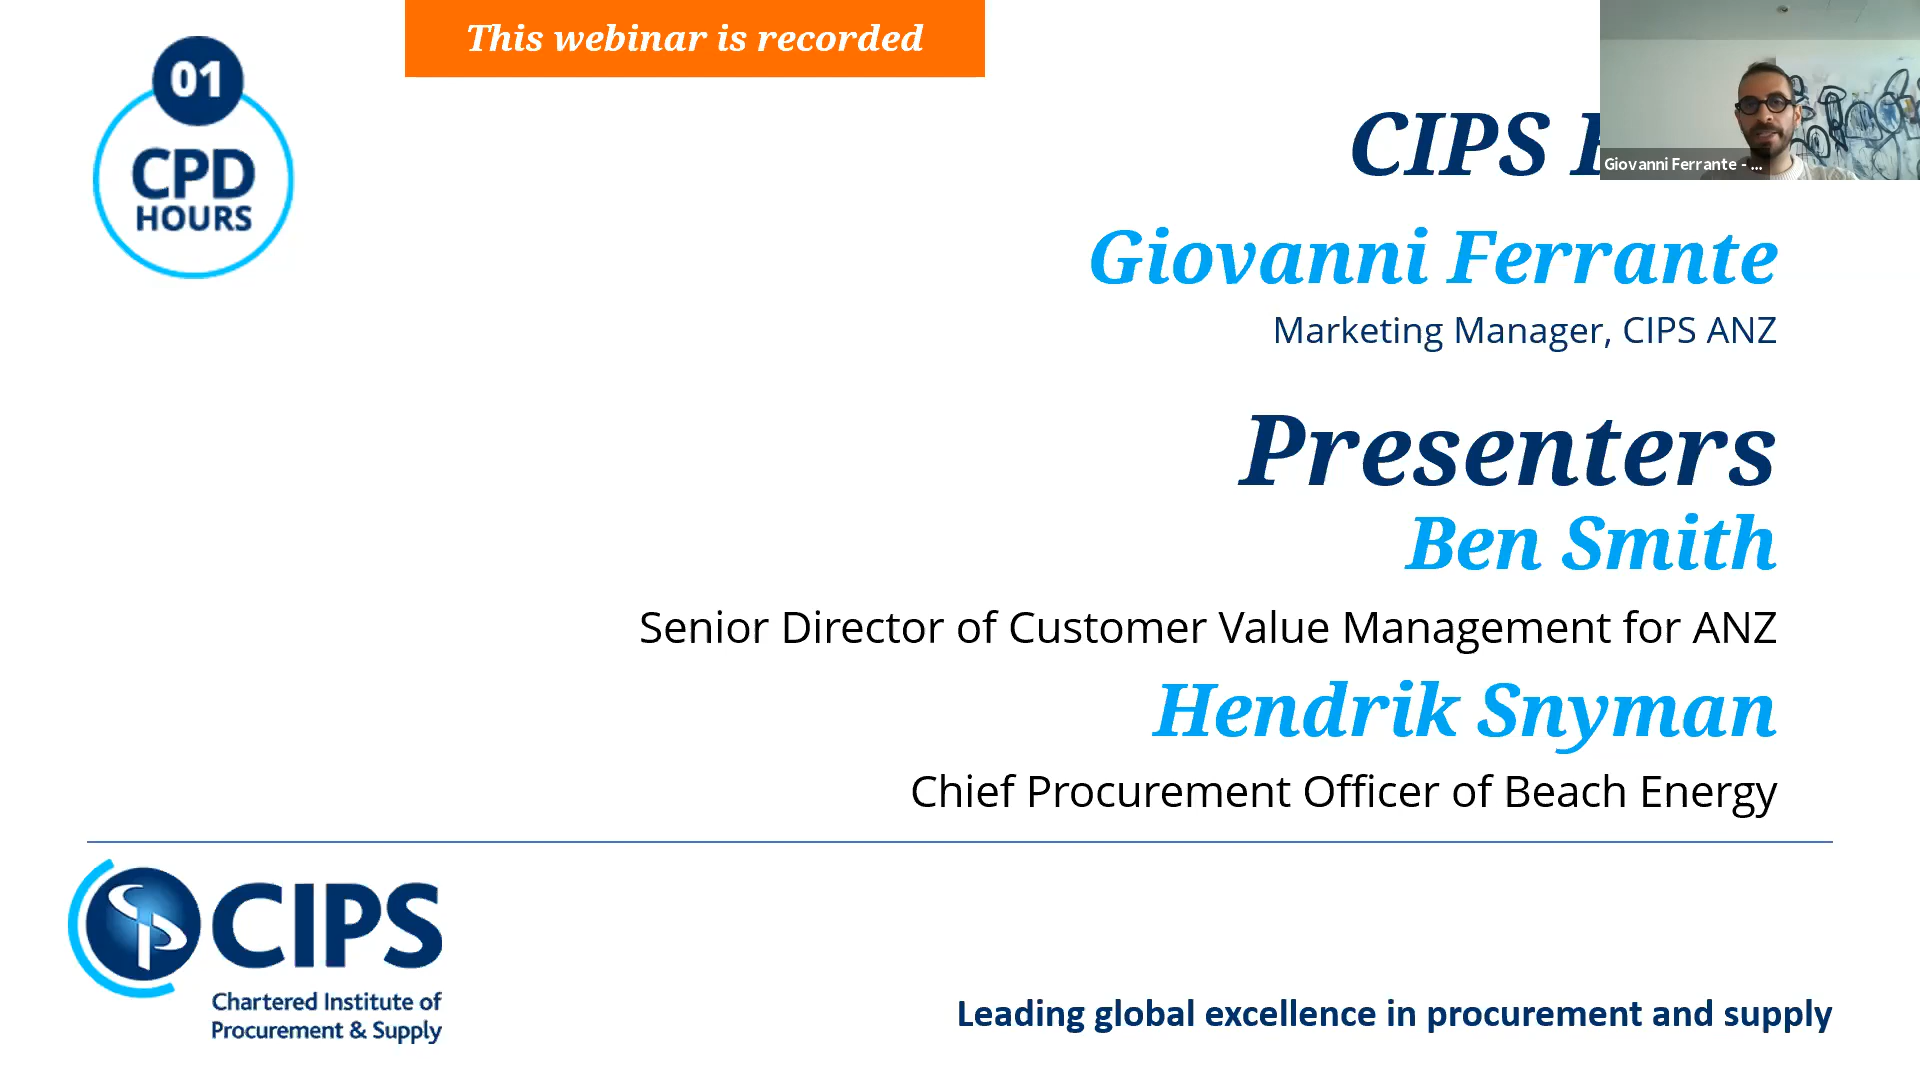 This webinar is recorded
01
CPD
HOURS
CIPS
Giovanni Ferrante - ...
Giovanni Ferrante
Marketing Manager, CIPS ANZ
Presenters
Ben Smith
Senior Director of Customer Value Management for ANZ
Hendrik Snyman
Chief Procurement Officer of Beach Energy
CIPS
Chartered Institute of
Procurement & Supply
Leading global excellence in procurement and supply